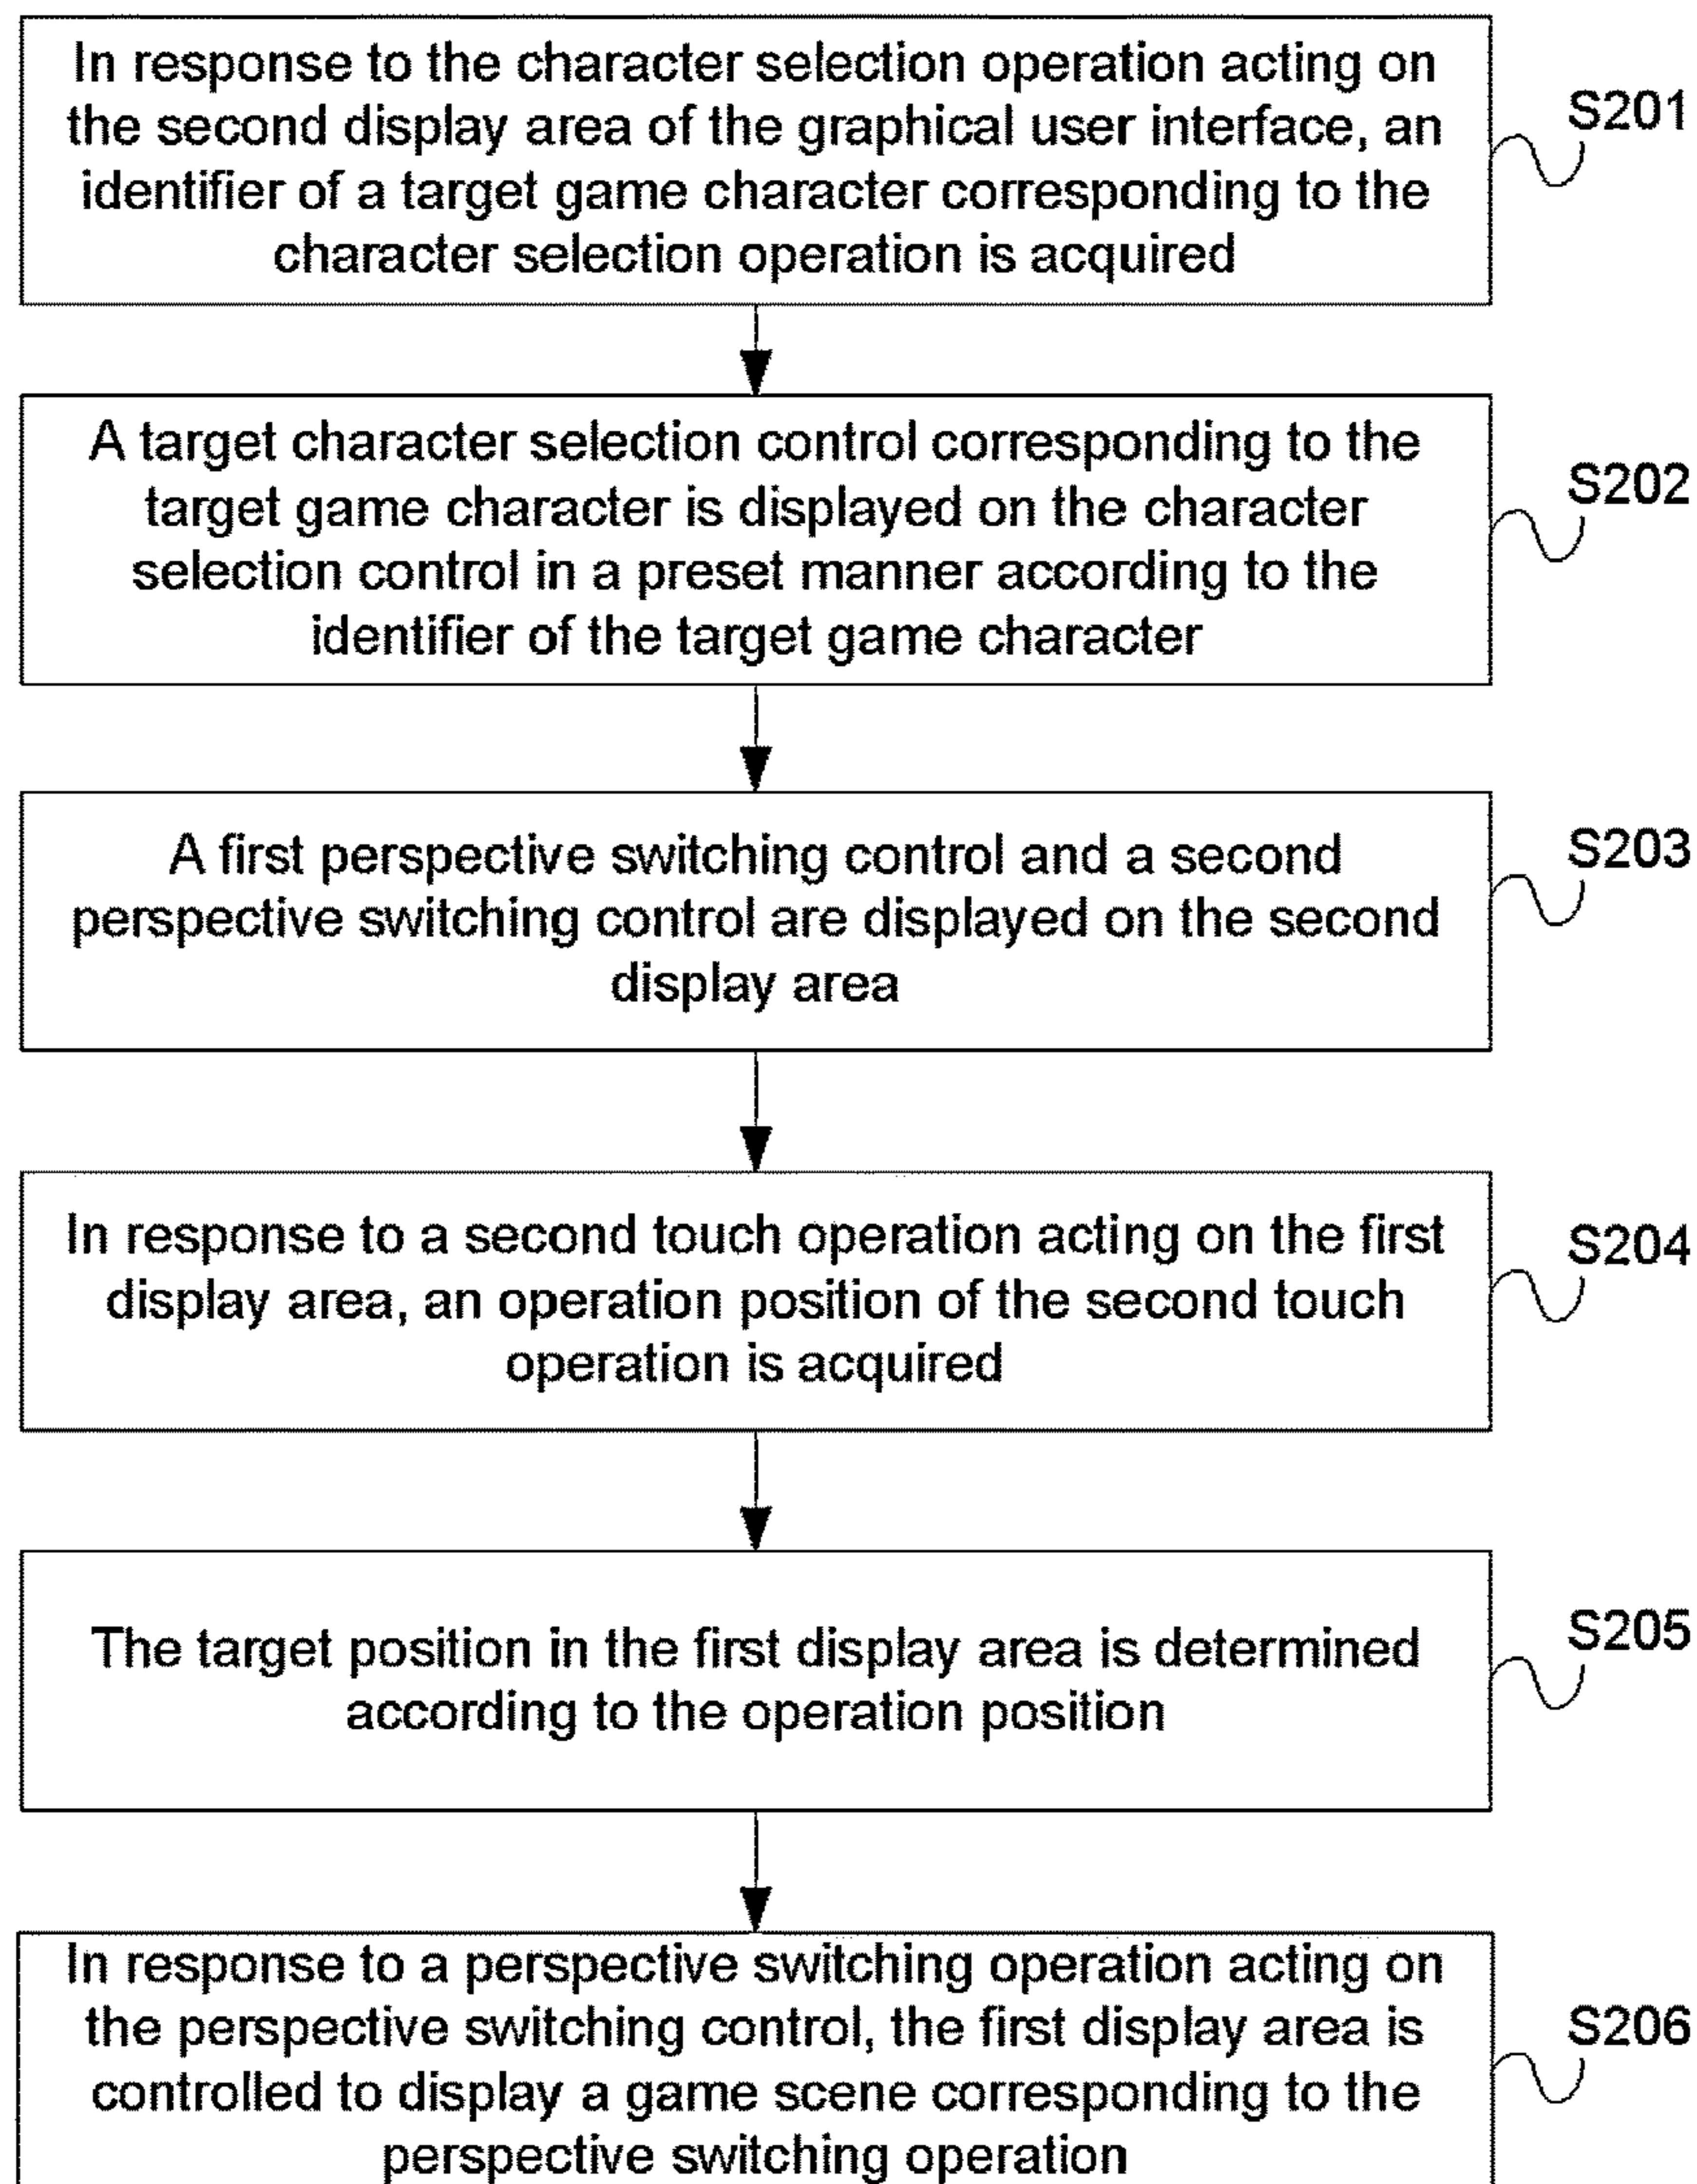 In response to the character selection operation acting on
the second display area of the graphical user interface, an
identifier of a target game character corresponding to the
character selection operation is acquired
S201
A target character selection control corresponding to the
target game character is displayed on the character
selection control in a preset manner according to the
identifier of the target game character
S202
A first perspective switching control and a second
perspective switching control are displayed on the second
display area
S203
In response to a second touch operation acting on the first
display area, an operation position of the second touch
operation is acquired
S204
The target position in the first display area is determined
according to the operation position
S205
In response to a perspective switching operation acting on
the perspective switching control, the first display area is
controlled to display a game scene corresponding to the
perspective switching operation
S206